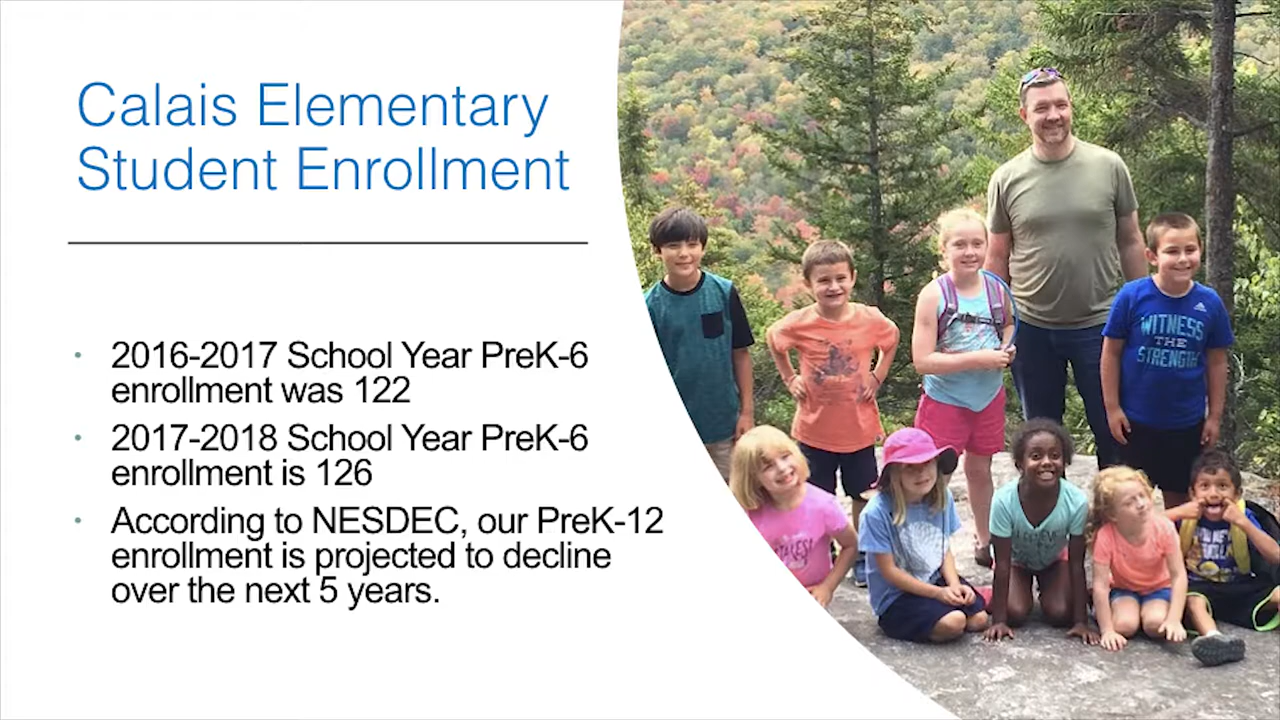 Calais Elementary
Student Enrollment
• 2016-2017 School Year PreK-6
enrollment was 122
• 2017-2018 School Year PreK-6
enrollment is 126
• According to NESDEC, our PreK-12
enrollment is projected to decline
over the next 5 years.
adidas
WITNESS
THE
STRENGTH